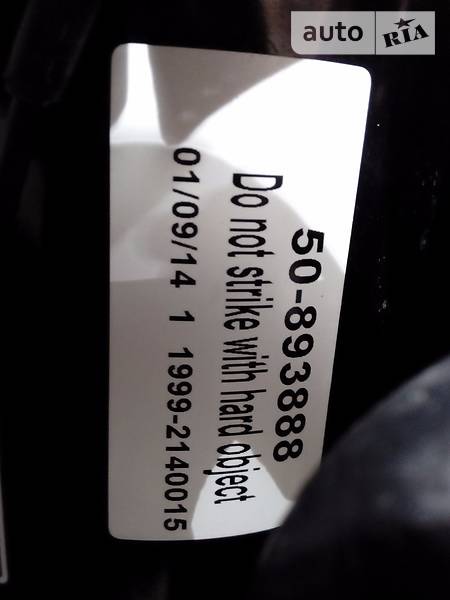 auto RIA
50-893888
Do not strike with hard object
01/09/14 1 1999-2140015